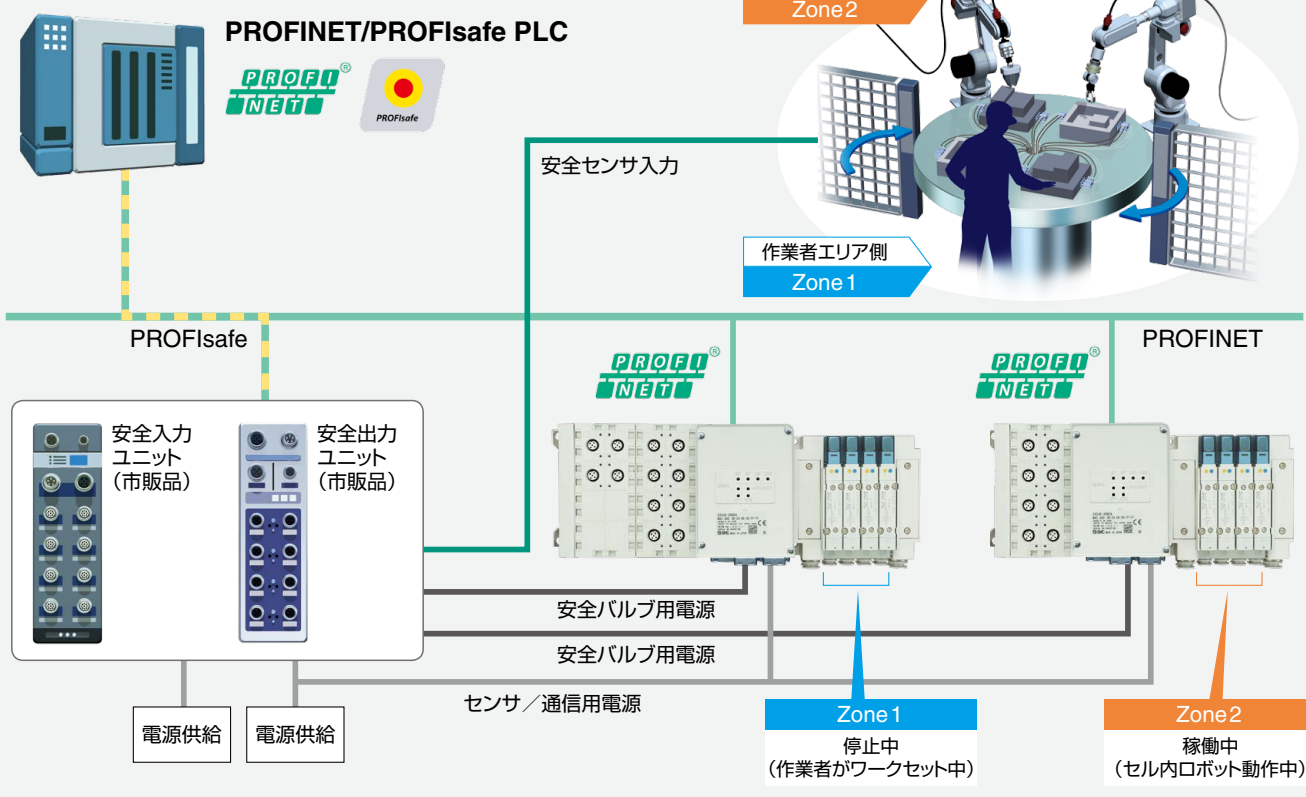 PROFINET/PROFIsafe PLC
PROFI
NET
®
PROFIsafe
Zone2
安全センサ入力
作業者エリア側
Zone1
PROFIsafe
PROFINET
PROFI
NET
®
PROFI
NET
®
安全入力
ユニット
（市販品）
安全出力
ユニット
（市販品）
安全バルブ用電源
安全バルブ用電源
センサ／通信用電源
電源供給
電源供給
Zone1
停止中
（作業者がワークセット中）
Zone2
稼働中
（セル内ロボット動作中）